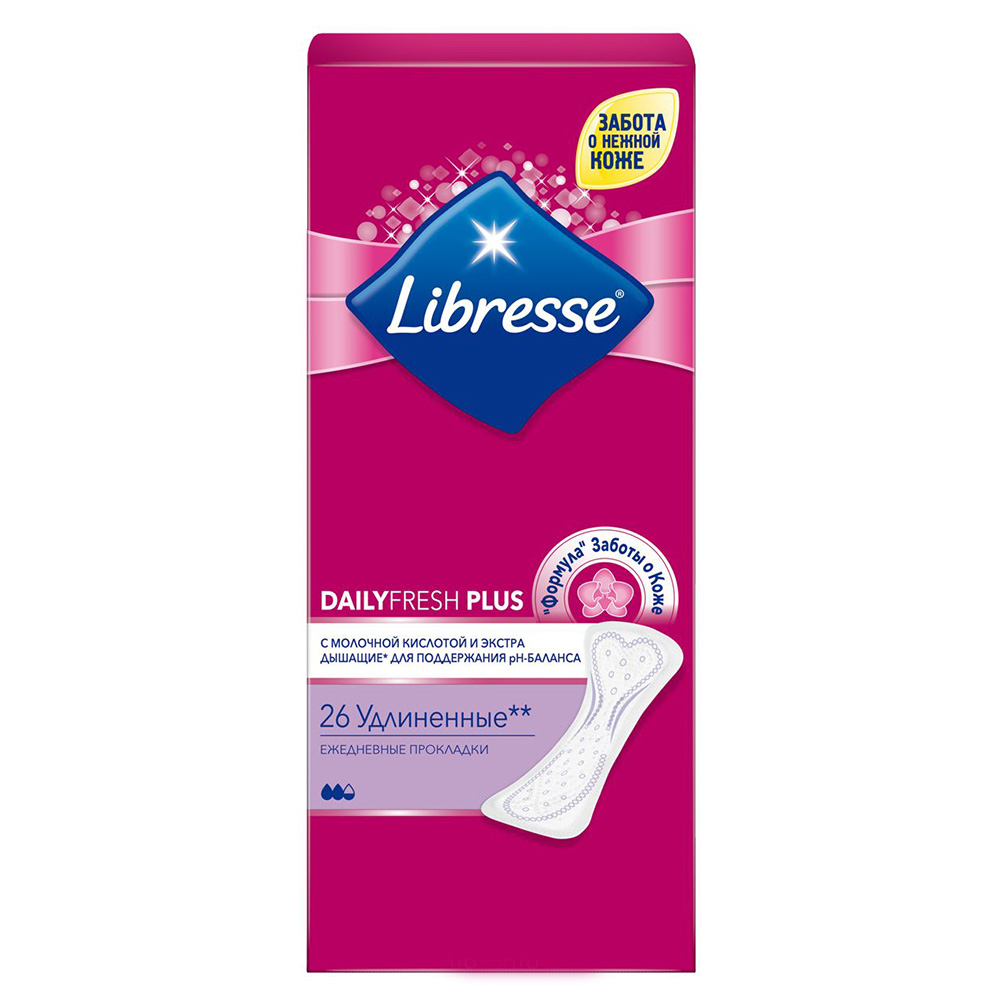 ЗАБОТА
О НЕЖНОЙ
КОЖЕ
Libresse®
"Формула" Заботы о Коже
DAILYFRESH PLUS
С МОЛОЧНОЙ КИСЛОТОЙ И ЭКСТРА
ДЫШАЩИЕ* ДЛЯ ПОДДЕРЖАНИЯ pH-БАЛАНСА
26 Удлиненные**
ЕЖЕДНЕВНЫЕ ПРОКЛАДКИ